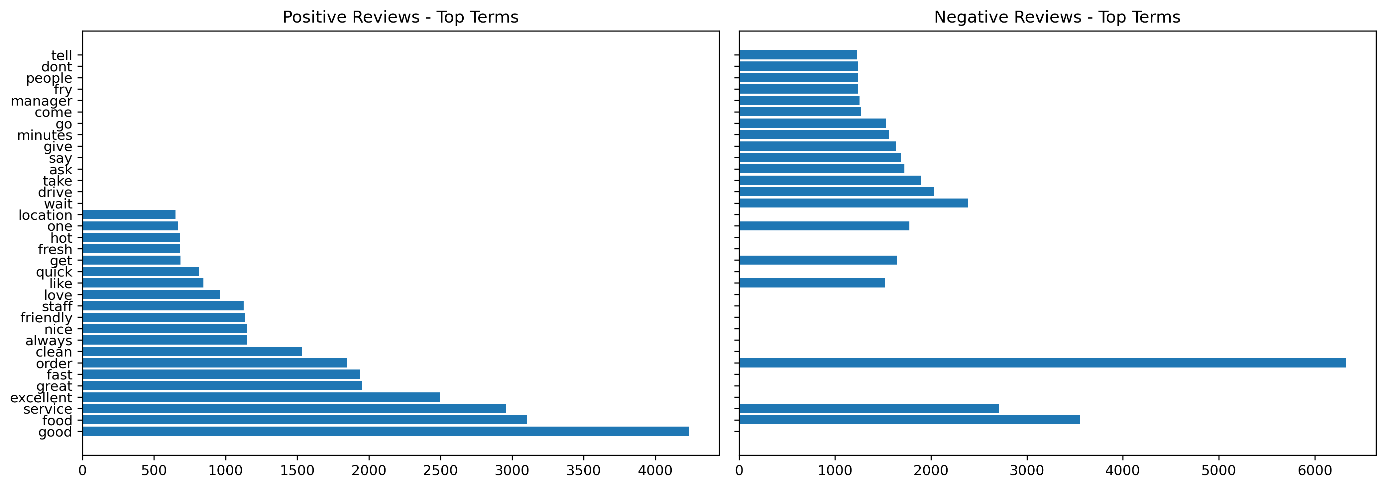 Positive Reviews - Top Terms
Negative Reviews - Top Terms
tell
dont
people
fry
manager
come
go
minutes
give
say
ask
take
drive
wait
location
one
hot
fresh
get
quick
like
love
staff
friendly
nice
always
clean
order
fast
great
excellent
service
food
good
0 500 1000 1500 2000 2500 3000 3500 4000
0 1000 2000 3000 4000 5000 6000